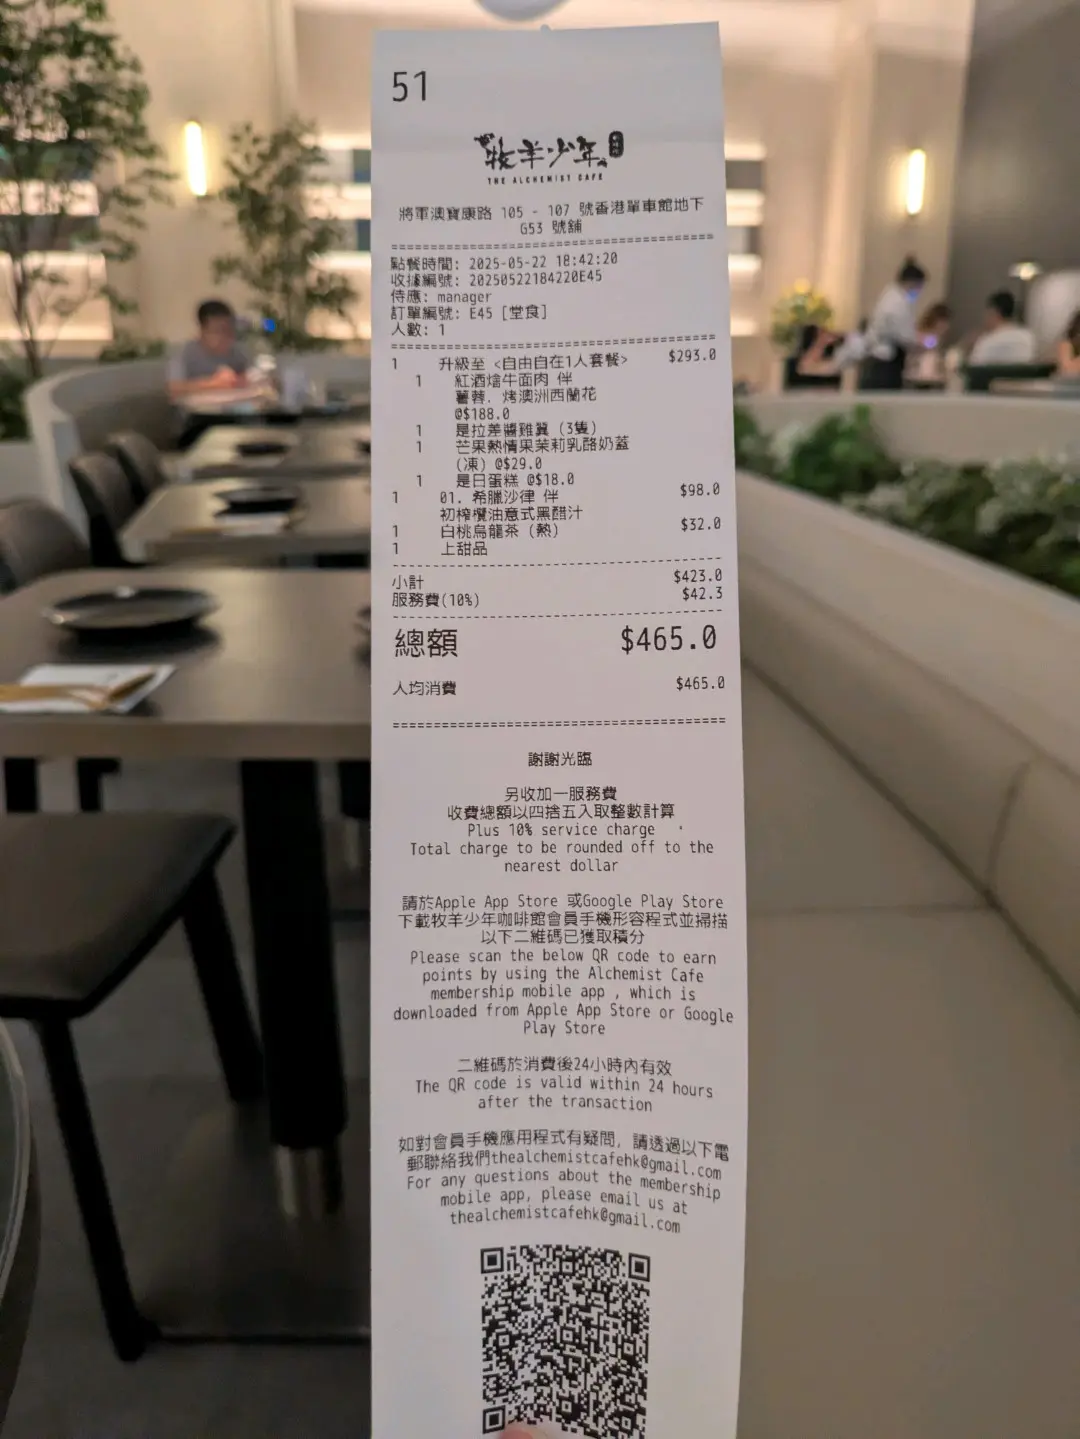 51
牧羊少年
THE ALCHEMIST CAFE
將軍澳寶康路 105 - 107 號香港單車館地下
G53 號舖
點餐時間: 2025-05-22 18:42:20
收據編號: 20250522184220E45
侍應: manager
訂單編號: E45 [堂食]
人數: 1
1 升級至 <自由自在1人套餐> $293.0
1 紅酒燴牛面肉 伴
薯蓉. 烤澳洲西蘭花
@$188.0
1 是拉差醬雞翼 (3隻)
1 芒果熱情果茉莉乳酪奶蓋
(凍) @$29.0
1 是日蛋糕 @$18.0
1 01. 希臘沙律 伴 $98.0
初榨欖油意式黑醋汁
1 白桃烏龍茶 (熱) $32.0
1 上甜品
小計 $423.0
服務費(10%) $42.3
總額 $465.0
人均消費 $465.0
謝謝光臨
另收加一服務費
收費總額以四捨五入取整數計算
Plus 10% service charge
Total charge to be rounded off to the
nearest dollar
請於Apple App Store 或Google Play Store
下載牧羊少年咖啡館會員手機形容程式並掃描
以下二維碼已獲取積分
Please scan the below QR code to earn
points by using the Alchemist Cafe
membership mobile app , which is
downloaded from Apple App Store or Google
Play Store
二維碼於消費後24小時內有效
The QR code is valid within 24 hours
after the transaction
如對會員手機應用程式有疑問, 請透過以下電
郵聯絡我們thealchemistcafehk@gmail.com
For any questions about the membership
mobile app, please email us at
thealchemistcafehk@gmail.com